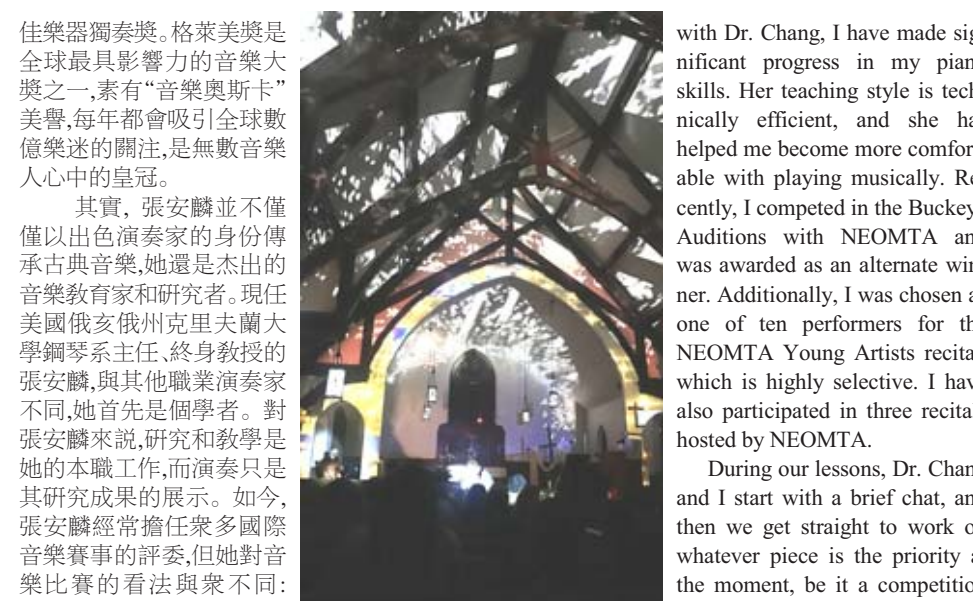 佳樂器獨奏獎。格萊美獎是
全球最具影響力的音樂大
獎之一,素有“音樂奧斯卡”
美譽,每年都會吸引全球數
億樂迷的關注,是無數音樂
人心中的皇冠。
其實, 張安麟並不僅
僅以出色演奏家的身份傳
承古典音樂,她還是杰出的
音樂敎育家和硏究者。現任
美國俄亥俄州克里夫蘭大
學鋼琴系主任、終身敎授的
張安麟,與其他職業演奏家
不同,她首先是個學者。對
張安麟來説,硏究和敎學是
她的本職工作,而演奏只是
其硏究成果的展示。如今,
張安麟經常擔任衆多國際
音樂賽事的評委,但她對音
樂比賽的看法與衆不同:
with Dr. Chang, I have made sig
nificant progress in my pian
skills. Her teaching style is tech
nically efficient, and she ha
helped me become more comfor
able with playing musically. Re
cently, I competed in the Buckey
Auditions with NEOMTA an
was awarded as an alternate win
ner. Additionally, I was chosen a
one of ten performers for th
NEOMTA Young Artists recita
which is highly selective. I hav
also participated in three recita
hosted by NEOMTA.
During our lessons, Dr. Chan
and I start with a brief chat, an
then we get straight to work o
whatever piece is the priority a
the moment, be it a competitio